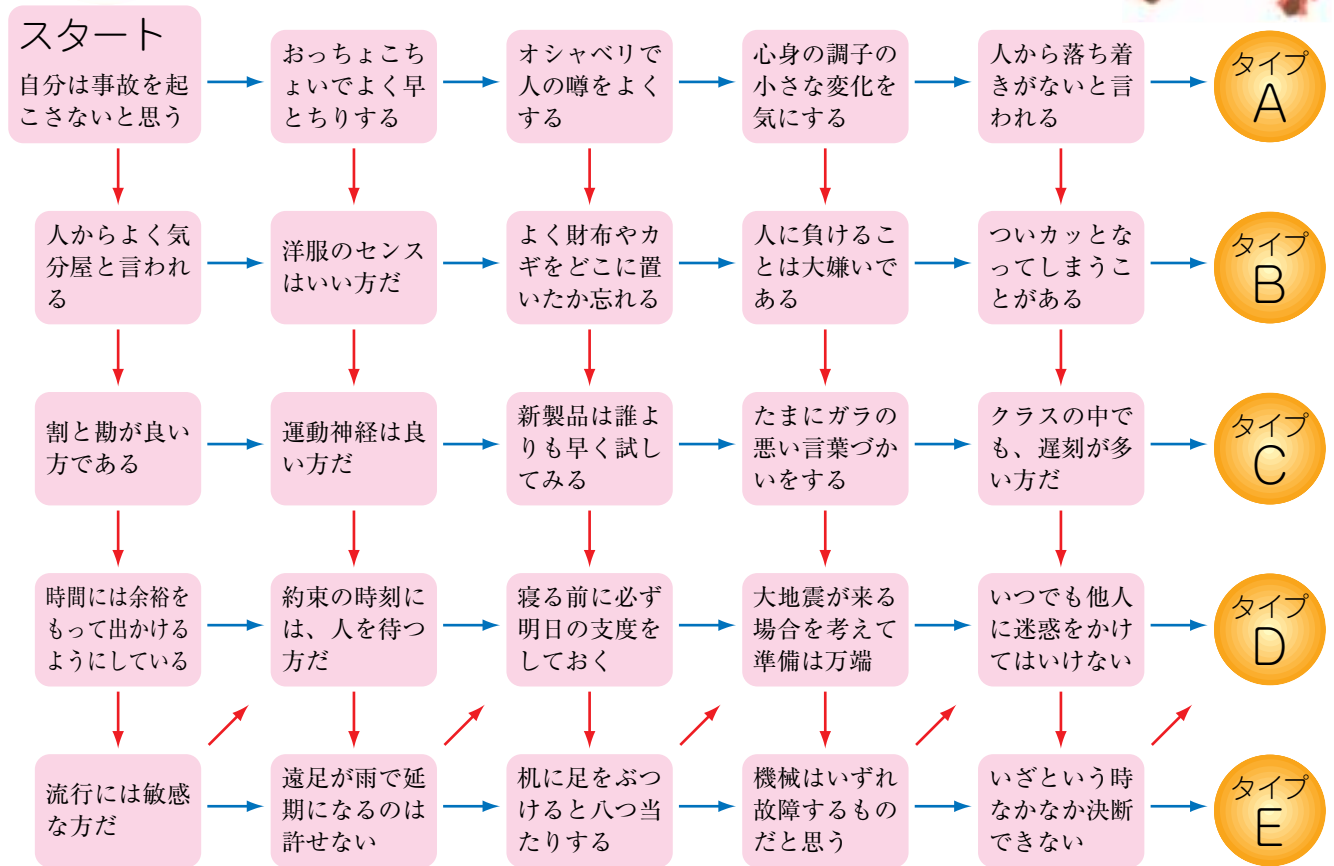 スタート
自分は事故を起
こさないと思う
おっちょこち
ょいでよく早
とちりする
オシャベリで
人の噂をよく
する
心身の調子の
小さな変化を
気にする
人から落ち着
きがないと言
われる
タイプ
A
人からよく気
分屋と言われ
る
洋服のセンス
はいい方だ
よく財布やカ
ギをどこに置
いたか忘れる
人に負けるこ
とは大嫌いで
ある
ついカッとな
ってしまうこ
とがある
タイプ
B
割と勘が良い
方である
運動神経は良
い方だ
新製品は誰よ
りも早く試し
てみる
たまにガラの
悪い言葉づか
いをする
クラスの中で
も、遅刻が多
い方だ
タイプ
C
時間には余裕を
もって出かける
ようにしている
約束の時刻に
は、人を待つ
方だ
寝る前に必ず
明日の支度を
しておく
大地震が来る
場合を考えて
準備は万端
いつでも他人
に迷惑をかけ
てはいけない
タイプ
D
流行には敏感
な方だ
遠足が雨で延
期になるのは
許せない
机に足をぶつ
けると八つ当
たりする
機械はいずれ
故障するもの
だと思う
いざという時
なかなか決断
できない
タイプ
E